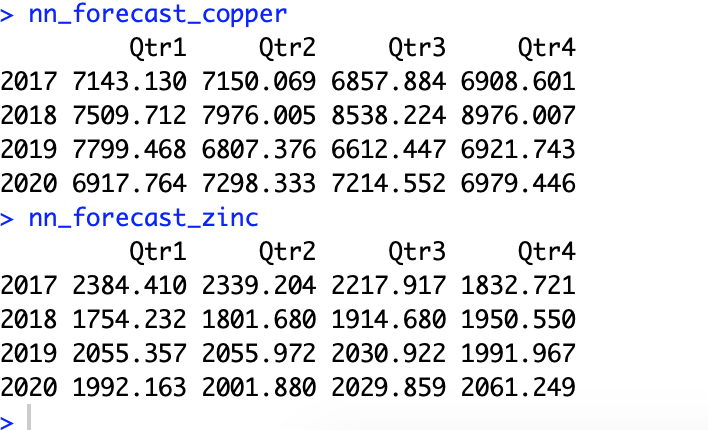 > nn_forecast_copper
Qtr1 Qtr2 Qtr3 Qtr4
2017 7143.130 7150.069 6857.884 6908.601
2018 7509.712 7976.005 8538.224 8976.007
2019 7799.468 6807.376 6612.447 6921.743
2020 6917.764 7298.333 7214.552 6979.446
> nn_forecast_zinc
Qtr1 Qtr2 Qtr3 Qtr4
2017 2384.410 2339.204 2217.917 1832.721
2018 1754.232 1801.680 1914.680 1950.550
2019 2055.357 2055.972 2030.922 1991.967
2020 1992.163 2001.880 2029.859 2061.249
>